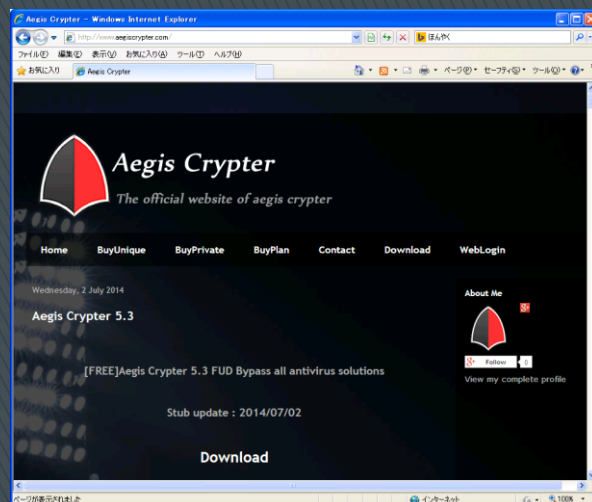 Aegis Crypter - Windows Internet Explorer
http://www.aegiscrypter.com/
ほんやく
ファイル(F) 編集(E) 表示(V) お気に入り(A) ツール(T) ヘルプ(H)
お気に入り Aegis Crypter ページ(P) セーフティ(S) ツール(O)
Aegis Crypter
The official website of aegis crypter
Home BuyUnique BuyPrivate BuyPlan Contact Download WebLogin
Wednesday, 2 July 2014
About Me
Aegis Crypter 5.3
Follow 0
View my complete profile
[FREE]Aegis Crypter 5.3 FUD Bypass all antivirus solutions
Stub update : 2014/07/02
Download
ページが表示されました インターネット 100%